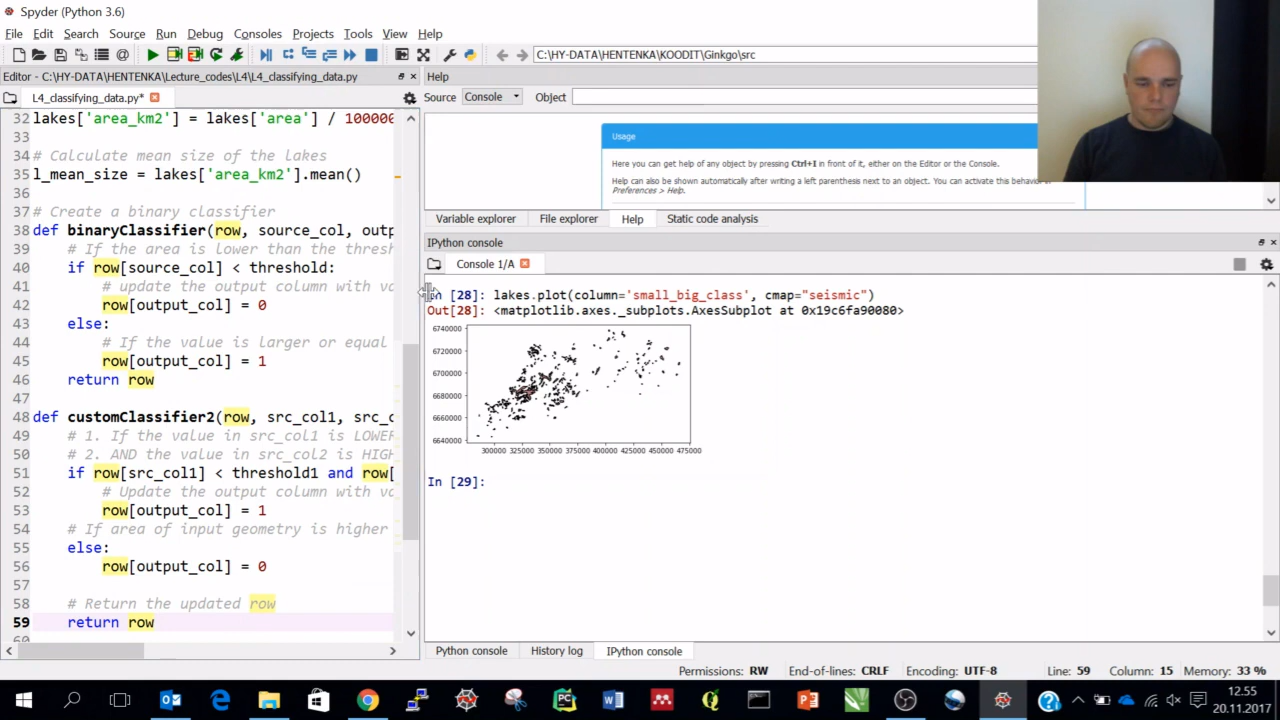 Spyder (Python 3.6)
File Edit Search Source Run Debug Consoles Projects Tools View Help
C:\HY-DATA\HENTENKA\KOODIT\Ginkgo\src
Editor - C:\HY-DATA\HENTENKA\Lecture_codes\L4\L4_classifying_data.py
L4_classifying_data.py*
32 lakes['area_km2'] = lakes['area'] / 100000
33
34 # Calculate mean size of the lakes
35 l_mean_size = lakes['area_km2'].mean()
36
37 # Create a binary classifier
38 def binaryClassifier(row, source_col, outp
39 # If the area is lower than the thresh
40 if row[source_col] < threshold:
41 # update the output column with va
42 row[output_col] = 0
43 else:
44 # If the value is larger or equal
45 row[output_col] = 1
46 return row
47
48 def customClassifier2(row, src_col1, src_c
49 # 1. If the value in src_col1 is LOWE
50 # 2. AND the value in src_col2 is HIG
51 if row[src_col1] < threshold1 and row[
52 # Update the output column with va
53 row[output_col] = 1
54 # If area of input geometry is higher
55 else:
56 row[output_col] = 0
57
58 # Return the updated row
59 return row
60
Help
Source Console Object
Usage
Here you can get help of any object by pressing Ctrl+I in front of it, either on the Editor or the Console.
Help can also be shown automatically after writing a left parenthesis next to an object. You can activate this behavior in
Preferences > Help.
Variable explorer File explorer Help Static code analysis
IPython console
Console 1/A
In [28]: lakes.plot(column='small_big_class', cmap="seismic")
Out[28]: <matplotlib.axes._subplots.AxesSubplot at 0x19c6fa90080>
6740000
6720000
6700000
6680000
6660000
6640000
300000 325000 350000 375000 400000 425000 450000 475000
In [29]:
Python console History log IPython console
Permissions: RW End-of-lines: CRLF Encoding: UTF-8 Line: 59 Column: 15 Memory: 33 %
12.55
20.11.2017